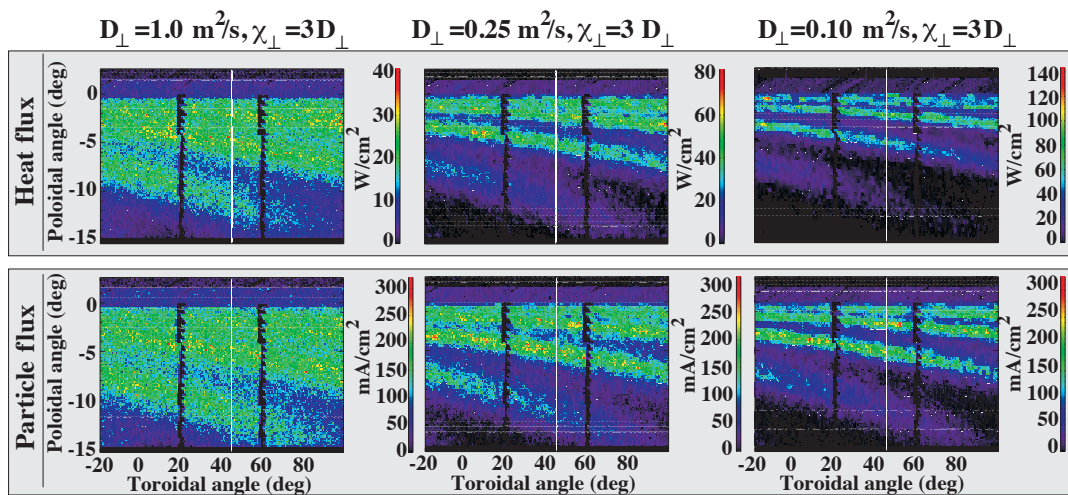 D⊥=1.0 m²/s, χ⊥=3D⊥
D⊥=0.25 m²/s, χ⊥=3 D⊥
D⊥=0.10 m²/s, χ⊥=3D⊥
Heat flux
Poloidal angle (deg)
0
-5
-10
-15
40
30
20
10
0
W/cm²
80
60
40
20
0
W/cm²
140
120
100
80
60
40
20
0
W/cm²
Particle flux
Poloidal angle (deg)
0
-5
-10
-15
300
250
200
150
100
50
0
mA/cm²
300
250
200
150
100
50
0
mA/cm²
300
250
200
150
100
50
0
mA/cm²
-20 0 20 40 60 80
Toroidal angle (deg)
-20 0 20 40 60 80
Toroidal angle (deg)
-20 0 20 40 60 80
Toroidal angle (deg)